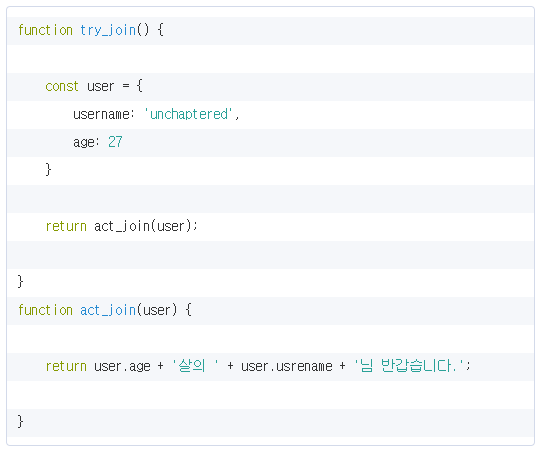 function try_join() {
    const user = {
        username: 'unchaptered',
        age: 27
    }
    return act_join(user);
}
function act_join(user) {
    return user.age + '살의 ' + user.usrename + '님 반갑습니다.';
}